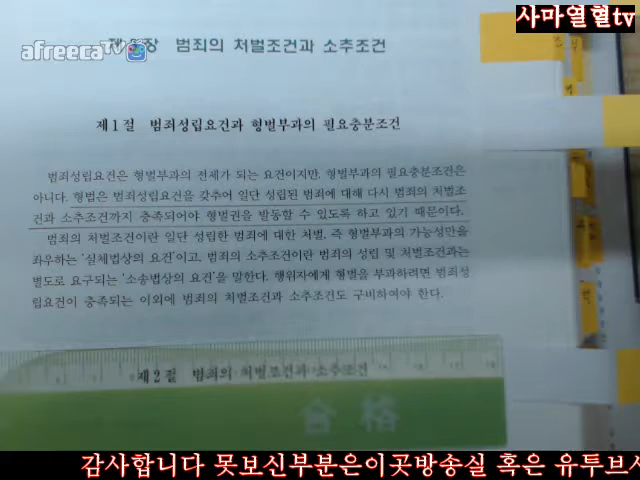 사마열혈tv
afreecaTV
장 범죄의 처벌조건과 소추조건
제1절 범죄성립요건과 형벌부과의 필요충분조건
범죄성립요건은 형벌부과의 전제가 되는 요건이지만, 형벌부과의 필요충분조건은
아니다. 형법은 범죄성립요건을 갖추어 일단 성립된 범죄에 대해 다시 범죄의 처벌조
건과 소추조건까지 충족되어야 형벌권을 발동할 수 있도록 하고 있기 때문이다.
범죄의 처벌조건이란 일단 성립한 범죄에 대한 처벌, 즉 형벌부과의 가능성만을
좌우하는 '실체법상의 요건'이고, 범죄의 소추조건이란 범죄의 성립 및 처벌조건과는
별도로 요구되는 '소송법상의 요건'을 말한다. 행위자에게 형벌을 부과하려면 범죄성
립요건이 충족되는 이외에 범죄의 처벌조건과 소추조건도 구비하여야 한다.
제2절 범죄의 처벌조건과 소추조건
合格
감사합니다 못보신부분은이곳방송실 혹은 유투브사